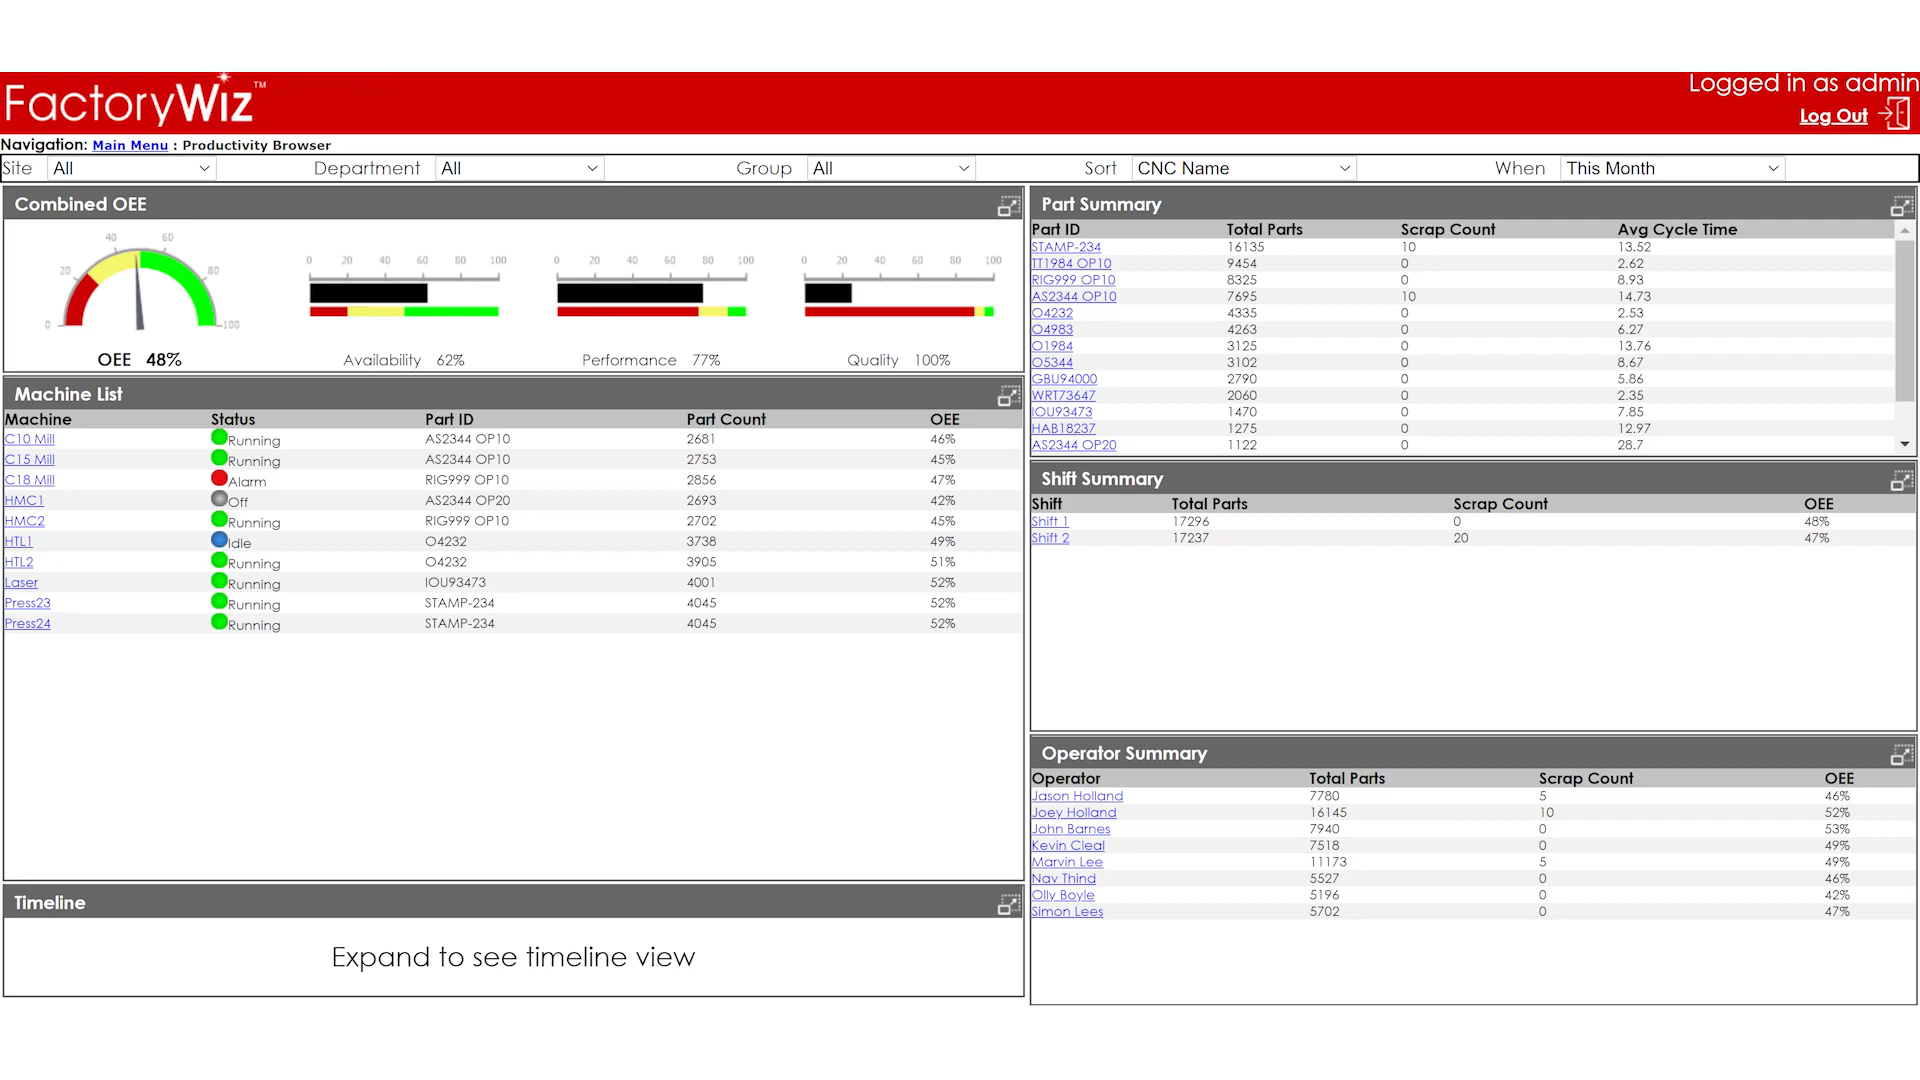 FactoryWiz™
Logged in as admin
Log Out
Navigation: Main Menu : Productivity Browser
Site All Department All Group All Sort CNC Name When This Month
Combined OEE
0 20 40 60 80 100
OEE 48%
0 20 40 60 80 100
Availability 62%
0 20 40 60 80 100
Performance 77%
0 20 40 60 80 100
Quality 100%
Machine List
Machine Status Part ID Part Count OEE
C10 Mill Running AS2344 OP10 2681 46%
C15 Mill Running AS2344 OP10 2753 45%
C18 Mill Alarm RIG999 OP10 2856 47%
HMC1 Off AS2344 OP20 2693 42%
HMC2 Running RIG999 OP10 2702 45%
HTL1 Idle O4232 3738 49%
HTL2 Running O4232 3905 51%
Laser Running IOU93473 4001 52%
Press23 Running STAMP-234 4045 52%
Press24 Running STAMP-234 4045 52%
Timeline
Expand to see timeline view
Part Summary
Part ID Total Parts Scrap Count Avg Cycle Time
STAMP-234 16135 10 13.52
TT1984 OP10 9454 0 2.62
RIG999 OP10 8325 0 8.93
AS2344 OP10 7695 10 14.73
O4232 4335 0 2.53
O4983 4263 0 6.27
O1984 3125 0 13.76
O5344 3102 0 8.67
GBU94000 2790 0 5.86
WRT73647 2060 0 2.35
IOU93473 1470 0 7.85
HAB18237 1275 0 12.97
AS2344 OP20 1122 0 28.7
Shift Summary
Shift Total Parts Scrap Count OEE
Shift 1 17296 0 48%
Shift 2 17237 20 47%
Operator Summary
Operator Total Parts Scrap Count OEE
Jason Holland 7780 5 46%
Joey Holland 16145 10 52%
John Barnes 7940 0 53%
Kevin Cleal 7518 0 49%
Marvin Lee 11173 5 49%
Nav Thind 5527 0 46%
Olly Boyle 5196 0 42%
Simon Lees 5702 0 47%